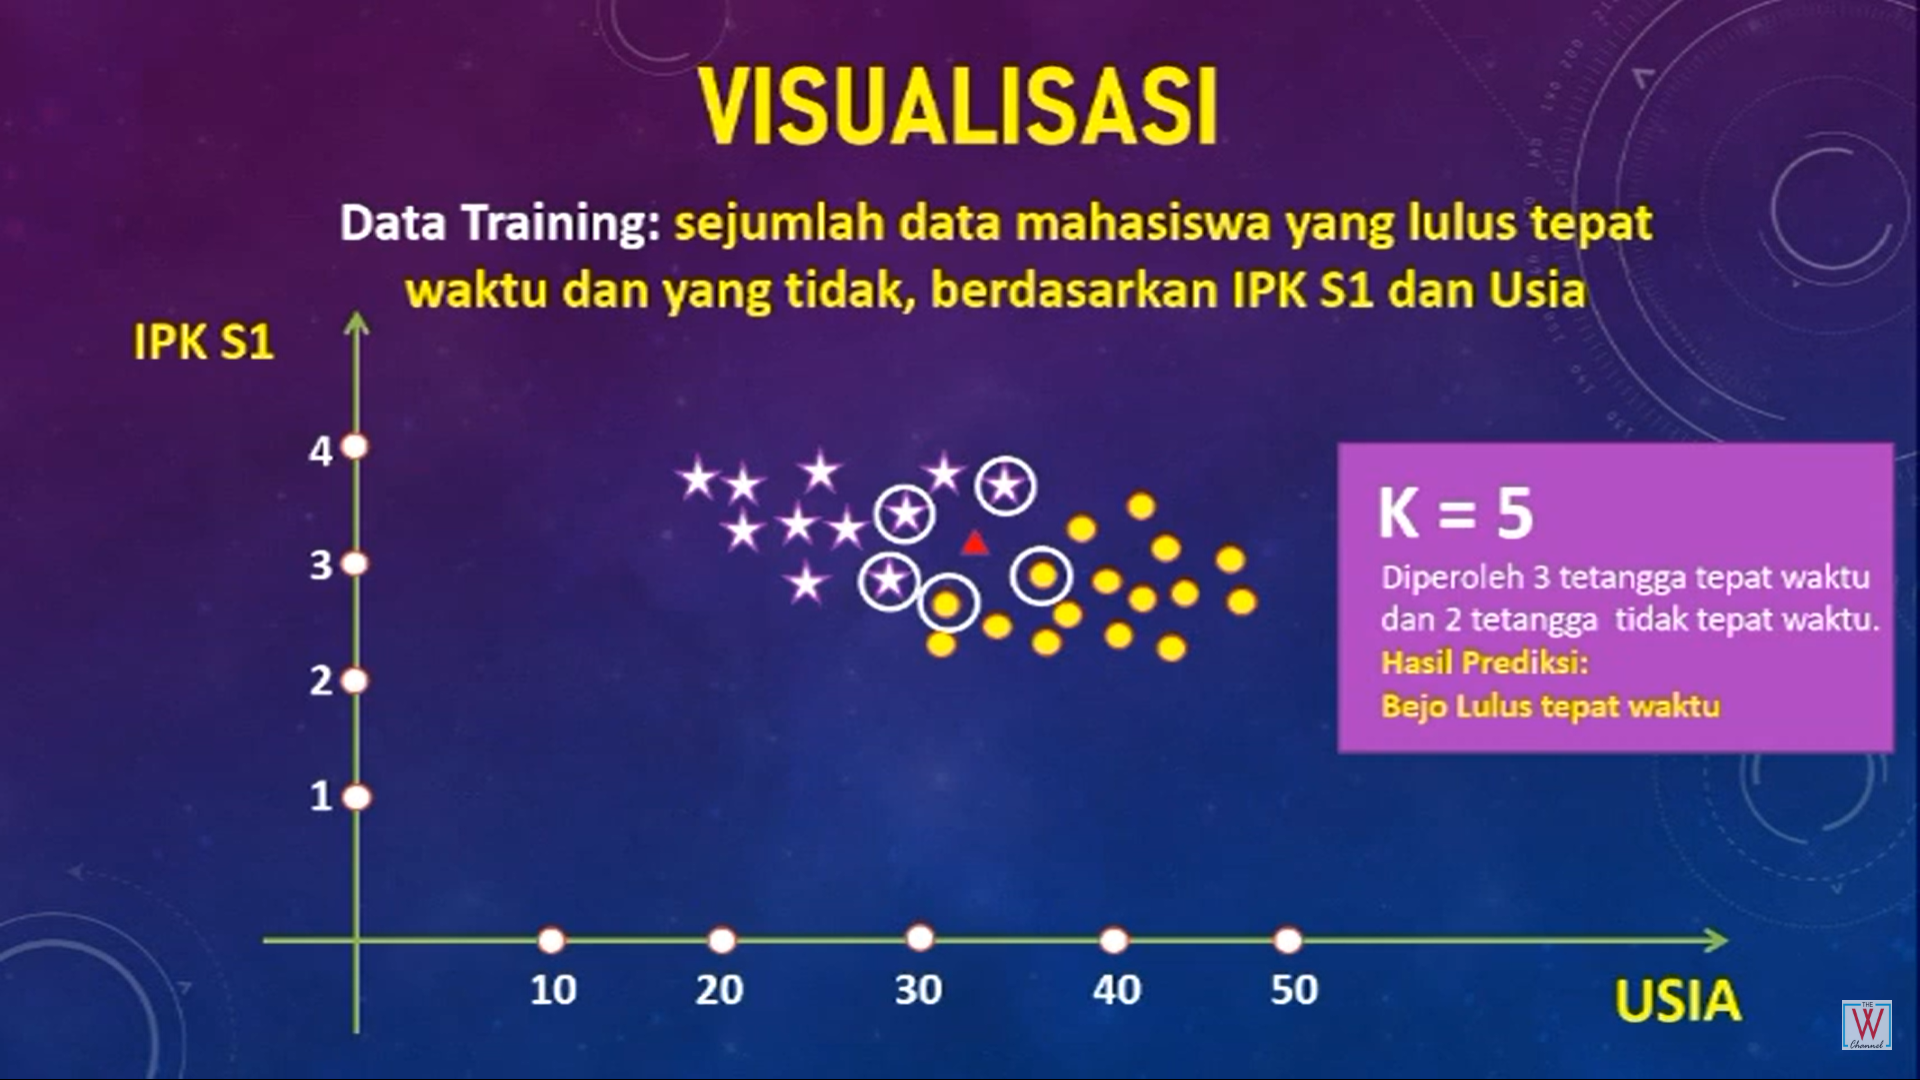 VISUALISASI
Data Training: sejumlah data mahasiswa yang lulus tepat
waktu dan yang tidak, berdasarkan IPK S1 dan Usia
IPK S1
4
3
2
1
K = 5
Diperoleh 3 tetangga tepat waktu
dan 2 tetangga tidak tepat waktu.
Hasil Prediksi:
Bejo Lulus tepat waktu
10 20 30 40 50
USIA
THE
W
Channel